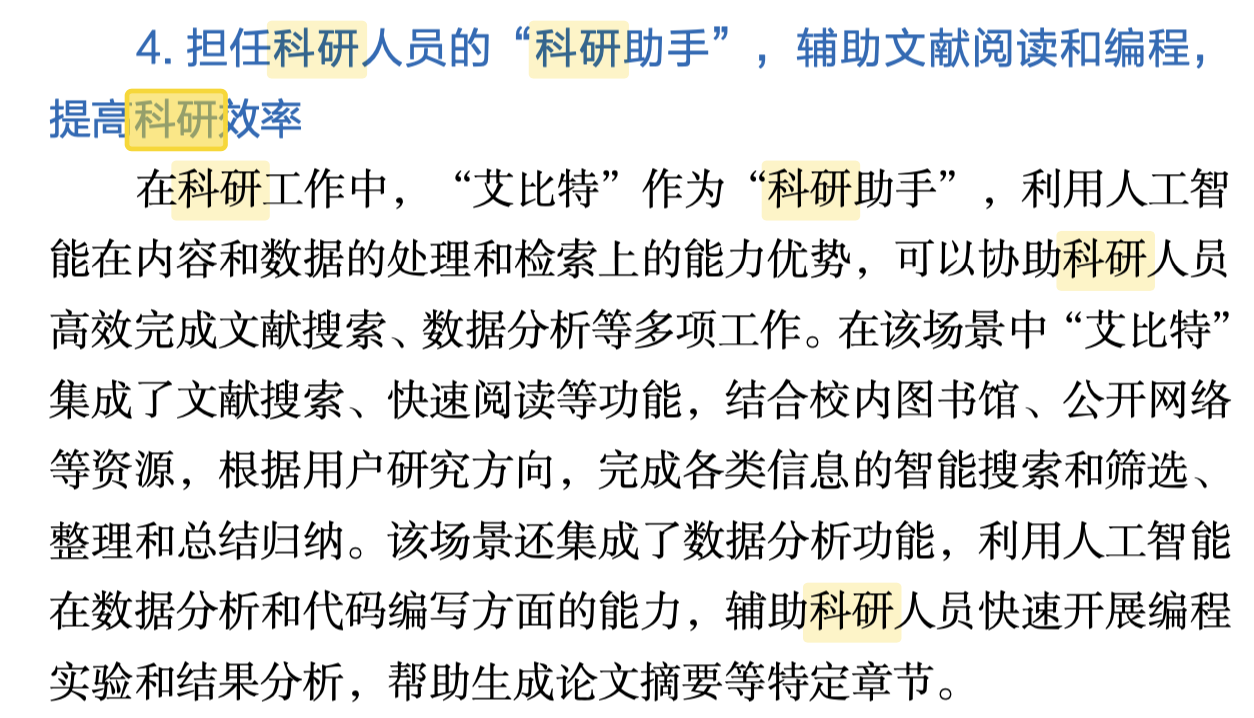 4. 担任科研人员的“科研助手”，辅助文献阅读和编程，
提高科研效率
在科研工作中，“艾比特”作为“科研助手”，利用人工智
能在内容和数据的处理和检索上的能力优势，可以协助科研人员
高效完成文献搜索、数据分析等多项工作。在该场景中“艾比特”
集成了文献搜索、快速阅读等功能，结合校内图书馆、公开网络
等资源，根据用户研究方向，完成各类信息的智能搜索和筛选、
整理和总结归纳。该场景还集成了数据分析功能，利用人工智能
在数据分析和代码编写方面的能力，辅助科研人员快速开展编程
实验和结果分析，帮助生成论文摘要等特定章节。